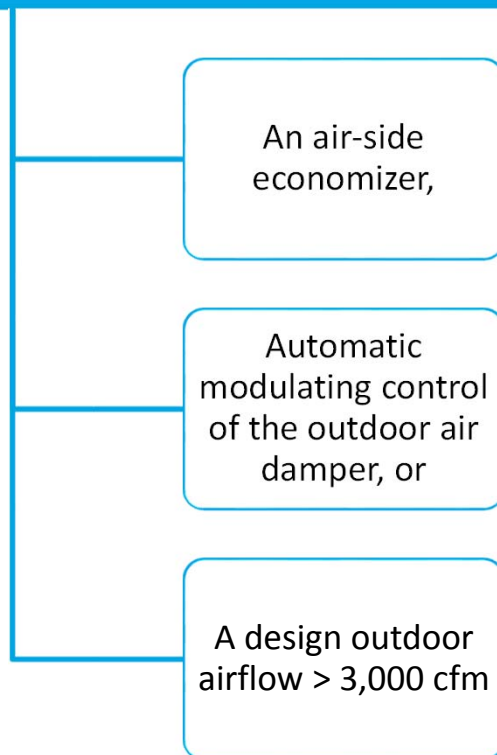 An air-side
economizer,
Automatic
modulating control
of the outdoor air
damper, or
A design outdoor
airflow > 3,000 cfm